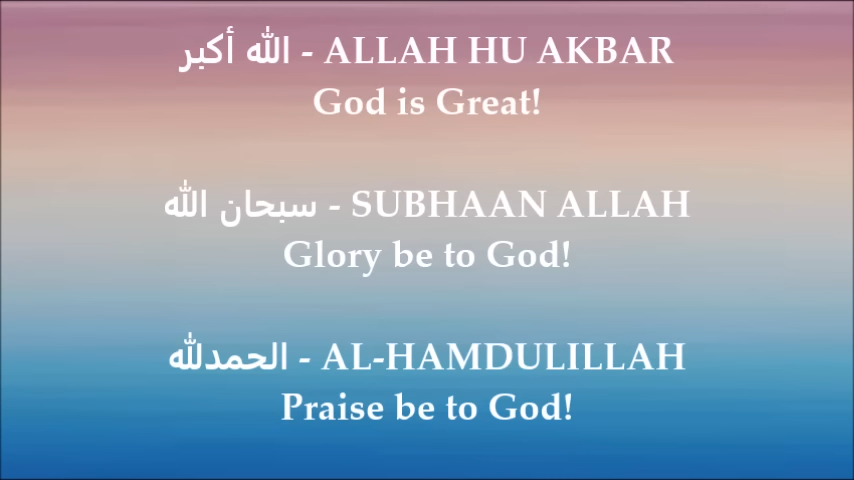 الله أكبر - ALLAH HU AKBAR
God is Great!
سبحان الله - SUBHAAN ALLAH
Glory be to God!
الحمدلله - AL-HAMDULILLAH
Praise be to God!